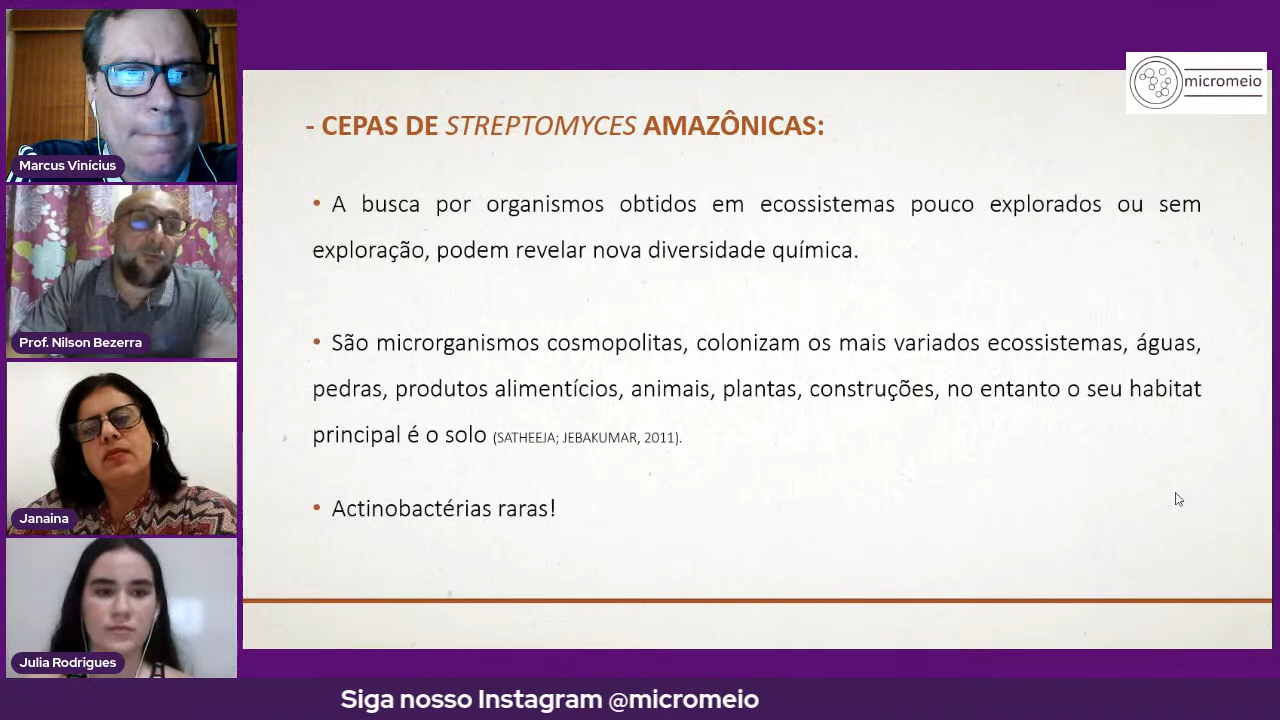 Marcus Vinícius
Prof. Nilson Bezerra
Janaina
Julia Rodrigues
micromeio
- CEPAS DE STREPTOMYCES AMAZÔNICAS:
• A busca por organismos obtidos em ecossistemas pouco explorados ou sem
exploração, podem revelar nova diversidade química.
• São microrganismos cosmopolitas, colonizam os mais variados ecossistemas, águas,
pedras, produtos alimentícios, animais, plantas, construções, no entanto o seu habitat
principal é o solo (SATHEEJA; JEBAKUMAR, 2011).
• Actinobactérias raras!
Siga nosso Instagram @micromeio